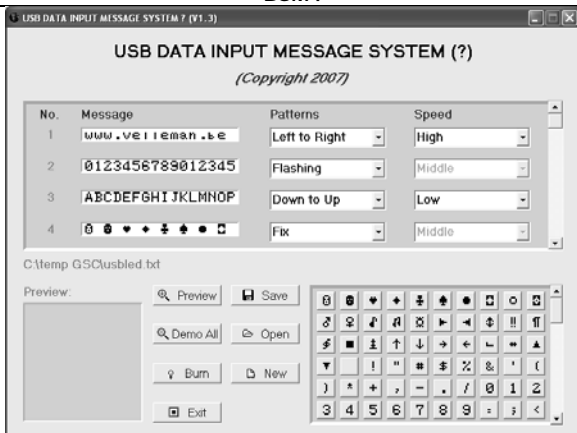 USB DATA INPUT MESSAGE SYSTEM ? (V1.3)
USB DATA INPUT MESSAGE SYSTEM (?)
(Copyright 2007)
No. Message Patterns Speed
1 www.velleman.be Left to Right High
2 0123456789012345 Flashing Middle
3 ABCDEFGHIJKLMNOP Down to Up Low
4 Fix Middle
C:\temp GSC\usbled.txt
Preview: Preview Save
Demo All Open
Burn New
Exit
! " # $ % & ' (
) * + , - . / 0 1 2
3 4 5 6 7 8 9 : ; <